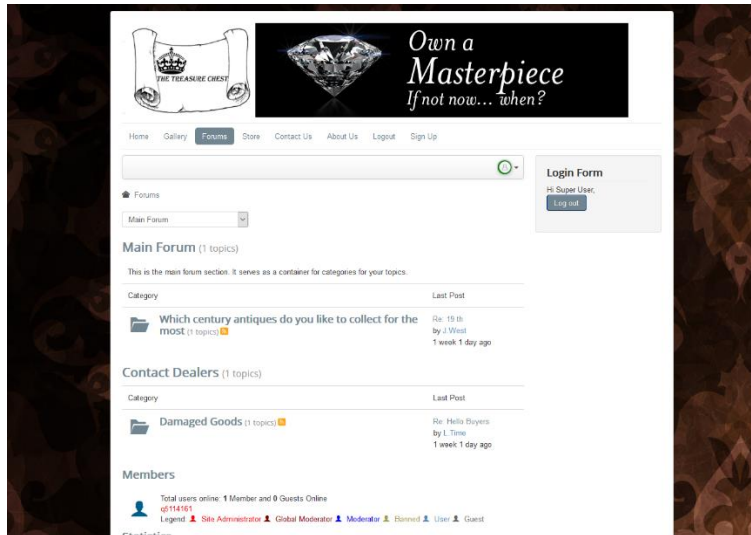 THE TREASURE CHEST
Own a
Masterpiece
If not now... when?
Home Gallery Forums Store Contact Us About Us Logout Sign Up
Login Form
Hi Super User,
Log out
Forums
Main Forum
Main Forum (1 topics)
This is the main forum section. It serves as a container for categories for your topics.
Category Last Post
Which century antiques do you like to collect for the
most (1 topics)
Re: 19 th
by J.West
1 week 1 day ago
Contact Dealers (1 topics)
Category Last Post
Damaged Goods (1 topics)
Re: Hello Buyers
by L.Time
1 week 1 day ago
Members
Total users online: 1 Member and 0 Guests Online
q5114161
Legend: Site Administrator Global Moderator Moderator Banned User Guest
Statistics